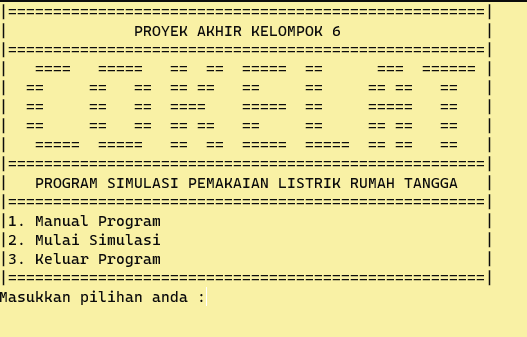 |=====================================================|
|              PROYEK AKHIR KELOMPOK 6                |
|=====================================================|
|   ====   =====   ==  ==  =====  ==      ===  ====== |
|  ==     ==   ==  == ==   ==     ==     == ==   ==   |
|  ==     ==   ==  ====    =====  ==     =====   ==   |
|  ==     ==   ==  == ==   ==     ==     == ==   ==   |
|   =====  =====   ==  ==  =====  =====  == ==   ==   |
|=====================================================|
|   PROGRAM SIMULASI PEMAKAIAN LISTRIK RUMAH TANGGA   |
|=====================================================|
|1. Manual Program                                    |
|2. Mulai Simulasi                                    |
|3. Keluar Program                                    |
|=====================================================|
Masukkan pilihan anda :